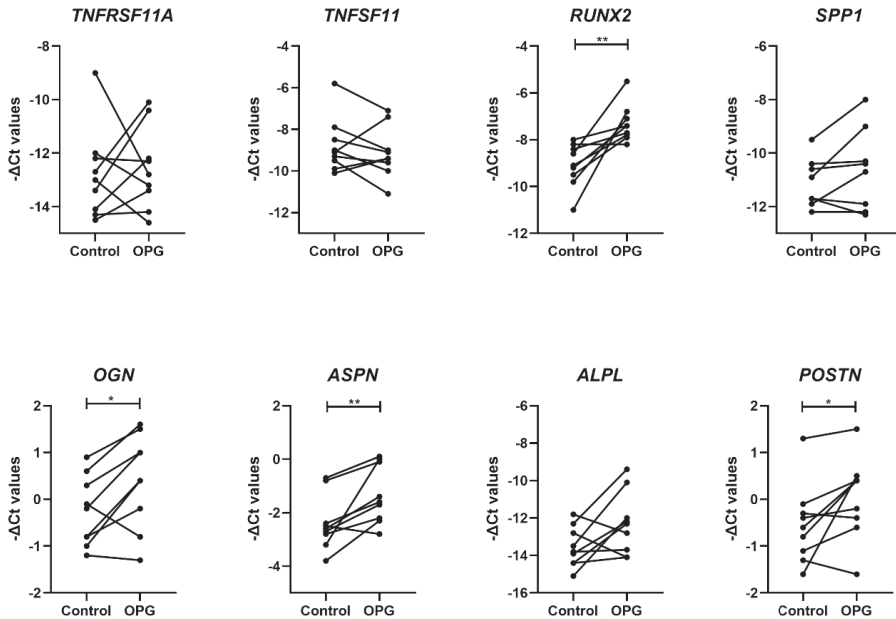 TNFRSF11A
TNFSF11
RUNX2
SPP1
-ΔCt values
-8
-10
-12
-14
Control OPG
-ΔCt values
-4
-6
-8
-10
-12
Control OPG
-ΔCt values
-4
-6
-8
-10
-12
**
Control OPG
-ΔCt values
-6
-8
-10
-12
Control OPG
OGN
ASPN
ALPL
POSTN
-ΔCt values
2
1
0
-1
-2
*
Control OPG
-ΔCt values
2
0
-2
-4
**
Control OPG
-ΔCt values
-6
-8
-10
-12
-14
-16
Control OPG
-ΔCt values
2
1
0
-1
-2
*
Control OPG